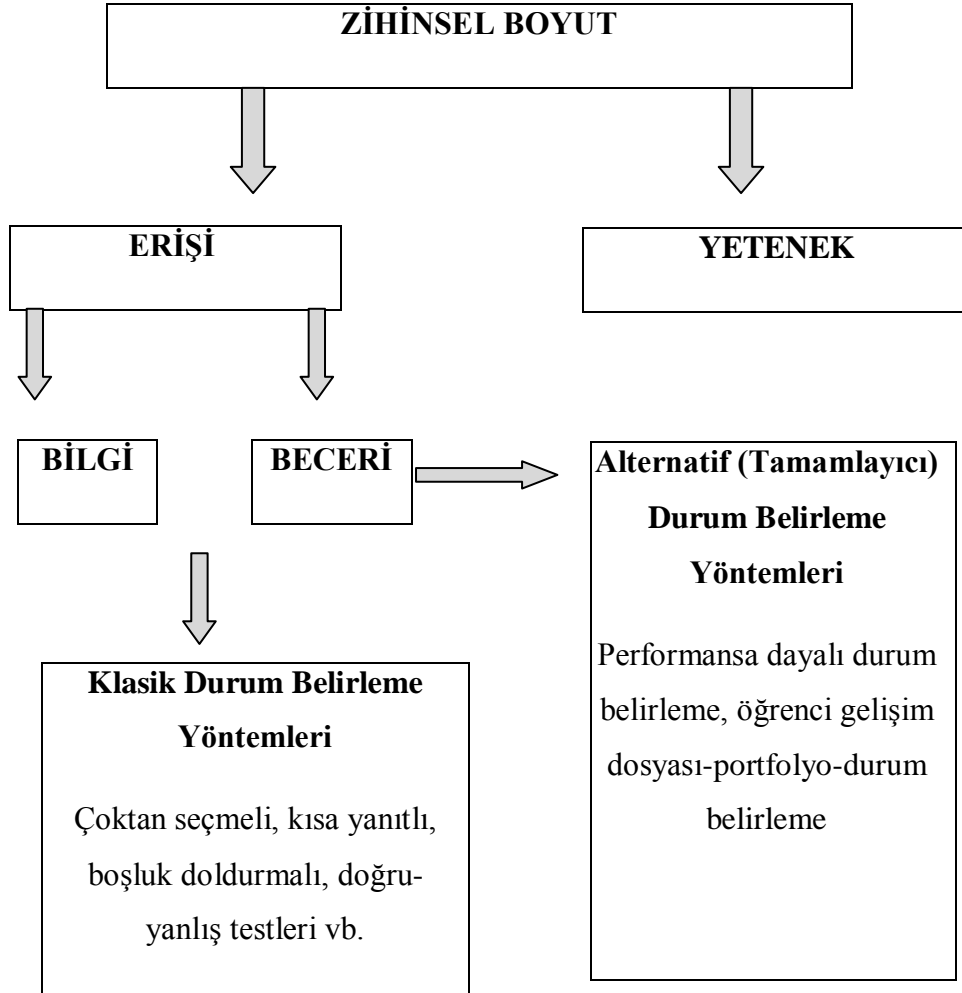 ZİHİNSEL BOYUT
ERİŞİ
YETENEK
BİLGİ
BECERİ
Alternatif (Tamamlayıcı)
Durum Belirleme
Yöntemleri
Performansa dayalı durum
belirleme, öğrenci gelişim
dosyası-portfolyo-durum
belirleme
Klasik Durum Belirleme
Yöntemleri
Çoktan seçmeli, kısa yanıtlı,
boşluk doldurmalı, doğru-
yanlış testleri vb.